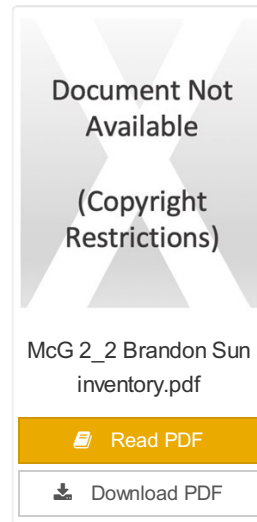 Document Not
Available
(Copyright
Restrictions)
McG 2_2 Brandon Sun
inventory.pdf
Read PDF
Download PDF